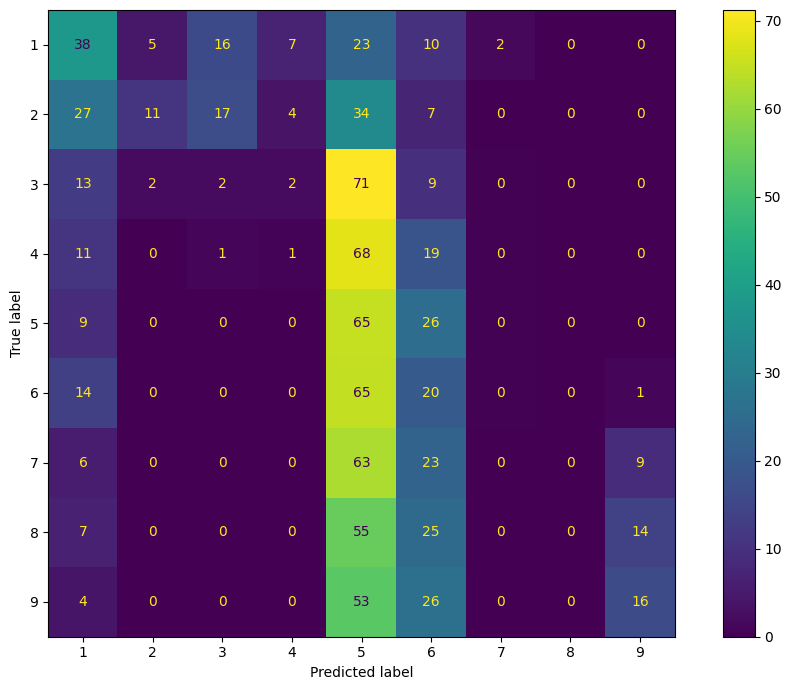 1 38 5 16 7 23 10 2 0 0
2 27 11 17 4 34 7 0 0 0
3 13 2 2 2 71 9 0 0 0
4 11 0 1 1 68 19 0 0 0
5 9 0 0 0 65 26 0 0 0
6 14 0 0 0 65 20 0 0 1
7 6 0 0 0 63 23 0 0 9
8 7 0 0 0 55 25 0 0 14
9 4 0 0 0 53 26 0 0 16
1 2 3 4 5 6 7 8 9
Predicted label
True label
70
60
50
40
30
20
10
0